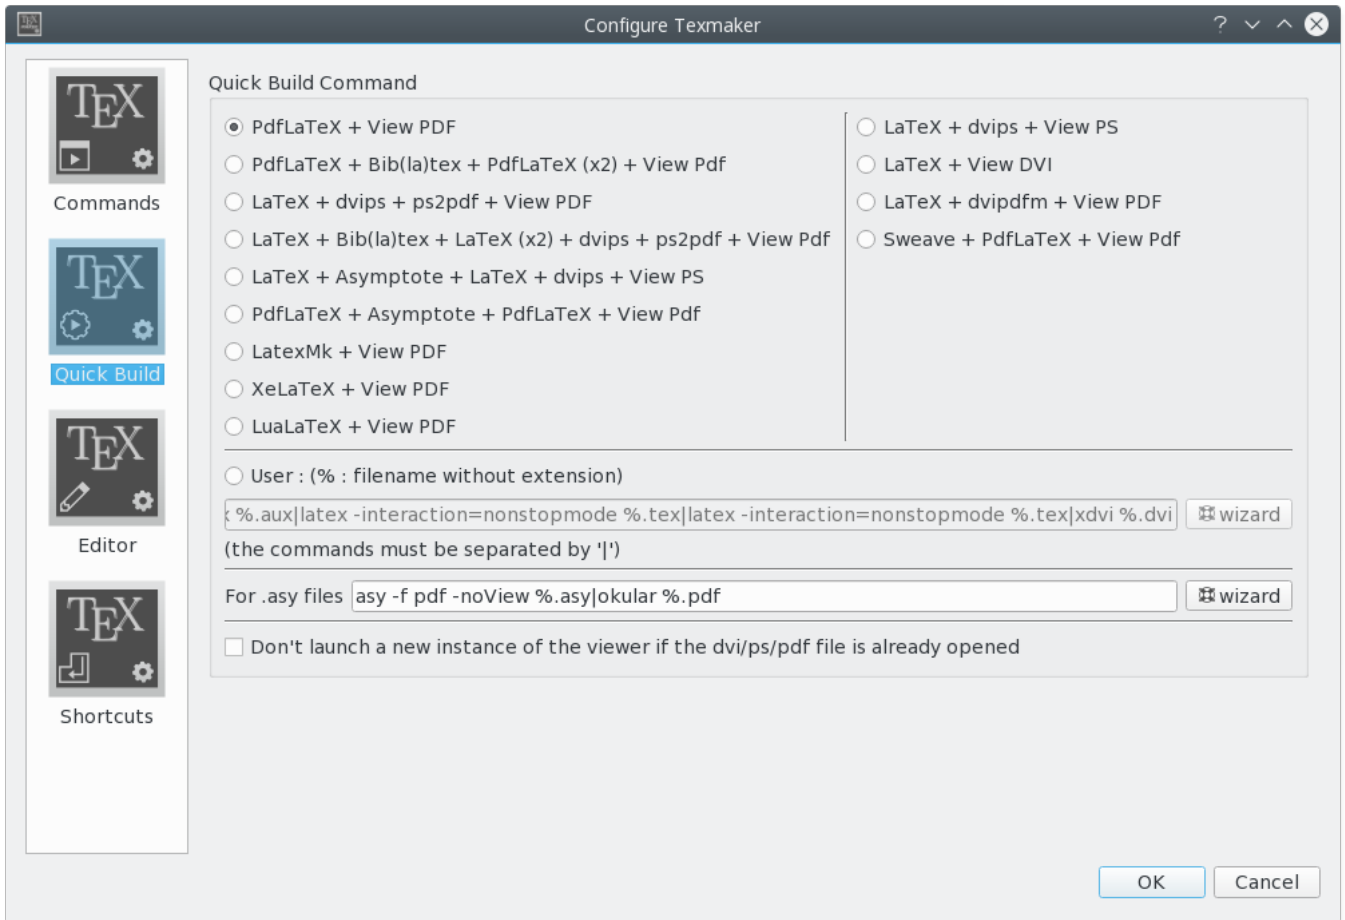 Configure Texmaker
TEX
Commands
TEX
Quick Build
TEX
Editor
TEX
Shortcuts
Quick Build Command
PdfLaTeX + View PDF
PdfLaTeX + Bib(la)tex + PdfLaTeX (x2) + View Pdf
LaTeX + dvips + ps2pdf + View PDF
LaTeX + Bib(la)tex + LaTeX (x2) + dvips + ps2pdf + View Pdf
LaTeX + Asymptote + LaTeX + dvips + View PS
PdfLaTeX + Asymptote + PdfLaTeX + View Pdf
LatexMk + View PDF
XeLaTeX + View PDF
LuaLaTeX + View PDF
LaTeX + dvips + View PS
LaTeX + View DVI
LaTeX + dvipdfm + View PDF
Sweave + PdfLaTeX + View Pdf
User : (% : filename without extension)
%.aux|latex -interaction=nonstopmode %.tex|latex -interaction=nonstopmode %.tex|xdvi %.dvi
wizard
(the commands must be separated by '|')
For .asy files
asy -f pdf -noView %.asy|okular %.pdf
wizard
Don't launch a new instance of the viewer if the dvi/ps/pdf file is already opened
OK
Cancel